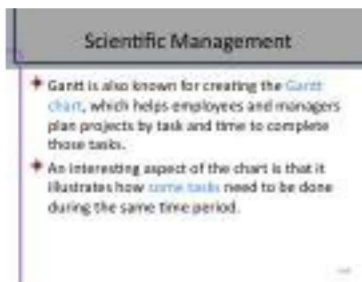 Scientific Management
Gantt is also known for creating the Gantt
chart, which helps employees and managers
plan projects by task and time to complete
those tasks.
An interesting aspect of the chart is that it
illustrates how some tasks need to be done
during the same time period.